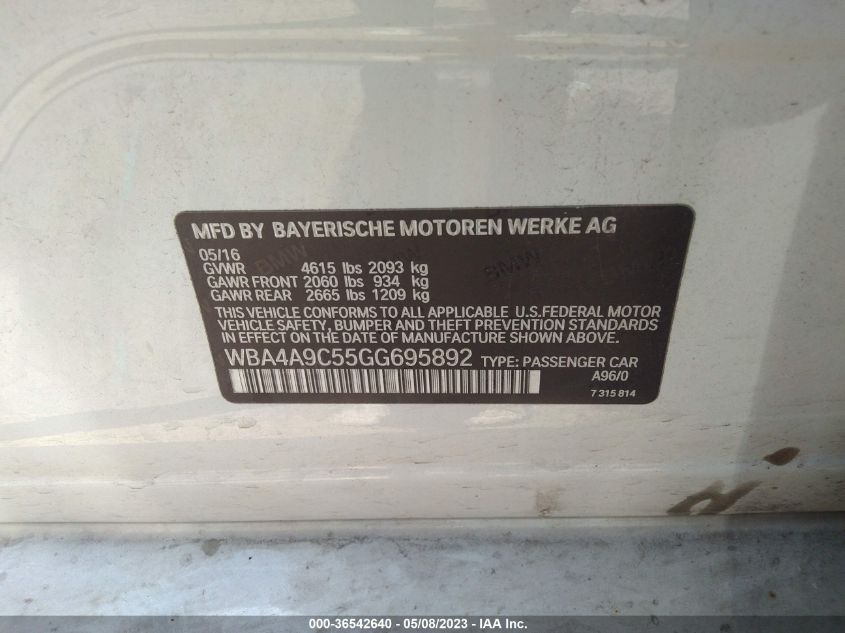 MFD BY BAYERISCHE MOTOREN WERKE AG
05/16
GVWR 4615 lbs 2093 kg
GAWR FRONT 2060 lbs 934 kg
GAWR REAR 2665 lbs 1209 kg
THIS VEHICLE CONFORMS TO ALL APPLICABLE U.S.FEDERAL MOTOR
VEHICLE SAFETY, BUMPER AND THEFT PREVENTION STANDARDS
IN EFFECT ON THE DATE OF MANUFACTURE SHOWN ABOVE.
WBA4A9C55GG695892 TYPE: PASSENGER CAR
A96/0
7 315 814
BMW BMW
000-36542640 - 05/08/2023 - IAA Inc.